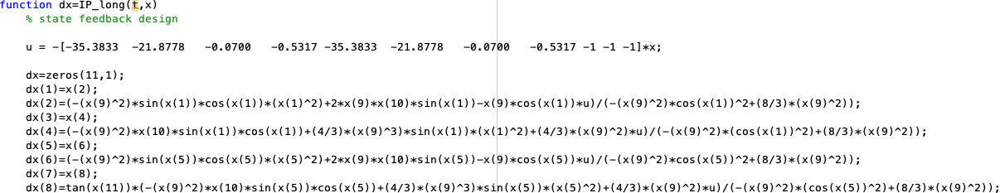 function dx=IP_long(t,x)
% state feedback design
u = -[-35.3833 -21.8778 -0.0700 -0.5317 -35.3833 -21.8778 -0.0700 -0.5317 -1 -1 -1]*x;
dx=zeros(11,1);
dx(1)=x(2);
dx(2)=(-(x(9)^2)*sin(x(1))*cos(x(1))*(x(1)^2)+2*x(9)*x(10)*sin(x(1))-x(9)*cos(x(1))*u)/(-(x(9)^2)*cos(x(1))^2+(8/3)*(x(9)^2));
dx(3)=x(4);
dx(4)=(-(x(9)^2)*x(10)*sin(x(1))*cos(x(1))+(4/3)*(x(9)^3)*sin(x(1))*(x(1)^2)+(4/3)*(x(9)^2)*u)/(-(x(9)^2)*(cos(x(1))^2)+(8/3)*(x(9)^2));
dx(5)=x(6);
dx(6)=(-(x(9)^2)*sin(x(5))*cos(x(5))*(x(5)^2)+2*x(9)*x(10)*sin(x(5))-x(9)*cos(x(5))*u)/(-(x(9)^2)*cos(x(5))^2+(8/3)*(x(9)^2));
dx(7)=x(8);
dx(8)=tan(x(11))*(-(x(9)^2)*x(10)*sin(x(5))*cos(x(5))+(4/3)*(x(9)^3)*sin(x(5))*(x(5)^2)+(4/3)*(x(9)^2)*u)/(-(x(9)^2)*(cos(x(5))^2)+(8/3)*(x(9)^2));